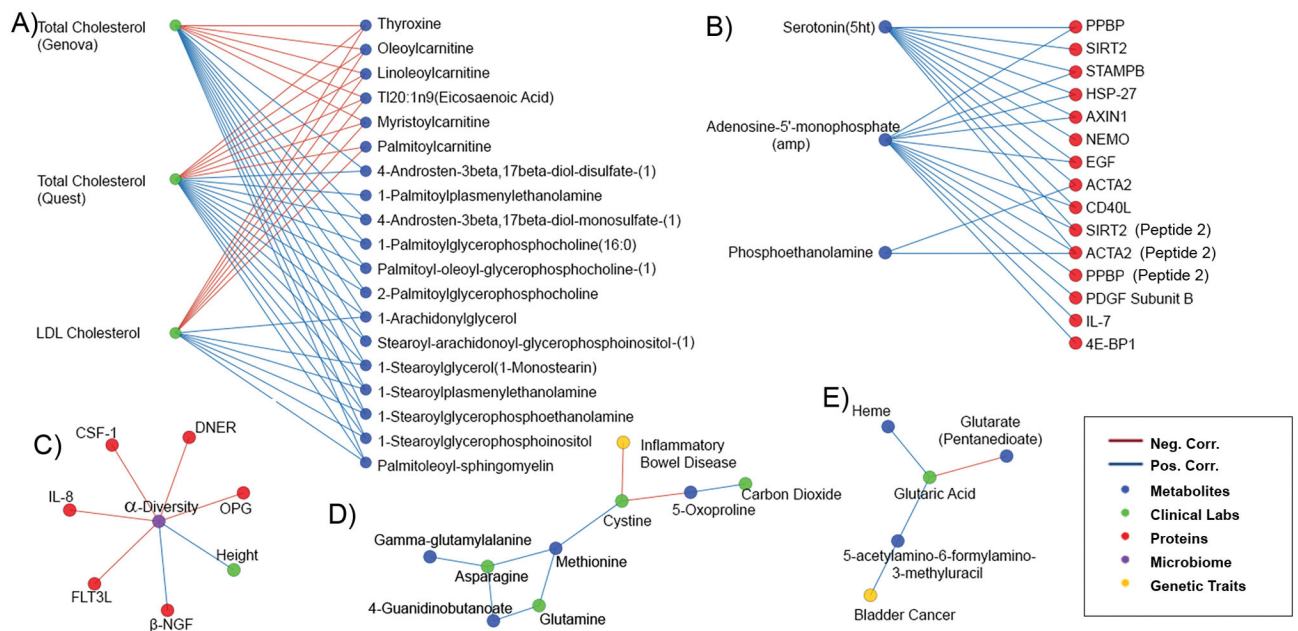 A)
Total Cholesterol
(Genova)
Total Cholesterol
(Quest)
LDL Cholesterol
Thyroxine
Oleoylcarnitine
Linoleoylcarnitine
Tl20:1n9(Eicosaenoic Acid)
Myristoylcarnitine
Palmitoylcarnitine
4-Androsten-3beta,17beta-diol-disulfate-(1)
1-Palmitoylplasmenylethanolamine
4-Androsten-3beta,17beta-diol-monosulfate-(1)
1-Palmitoylglycerophosphocholine(16:0)
Palmitoyl-oleoyl-glycerophosphocholine-(1)
2-Palmitoylglycerophosphocholine
1-Arachidonylglycerol
Stearoyl-arachidonoyl-glycerophosphoinositol-(1)
1-Stearoylglycerol(1-Monostearin)
1-Stearoylplasmenylethanolamine
1-Stearoylglycerophosphoethanolamine
1-Stearoylglycerophosphoinositol
Palmitoleoyl-sphingomyelin
B)
Serotonin(5ht)
Adenosine-5'-monophosphate
(amp)
Phosphoethanolamine
PPBP
SIRT2
STAMPB
HSP-27
AXIN1
NEMO
EGF
ACTA2
CD40L
SIRT2 (Peptide 2)
ACTA2 (Peptide 2)
PPBP (Peptide 2)
PDGF Subunit B
IL-7
4E-BP1
C)
CSF-1
DNER
IL-8
α-Diversity
OPG
Height
FLT3L
β-NGF
D)
Inflammatory
Bowel Disease
Carbon Dioxide
5-Oxoproline
Cystine
Gamma-glutamylalanine
Methionine
Asparagine
4-Guanidinobutanoate
Glutamine
E)
Heme
Glutarate
(Pentanedioate)
Glutaric Acid
5-acetylamino-6-formylamino-
3-methyluracil
Bladder Cancer
Neg. Corr.
Pos. Corr.
Metabolites
Clinical Labs
Proteins
Microbiome
Genetic Traits